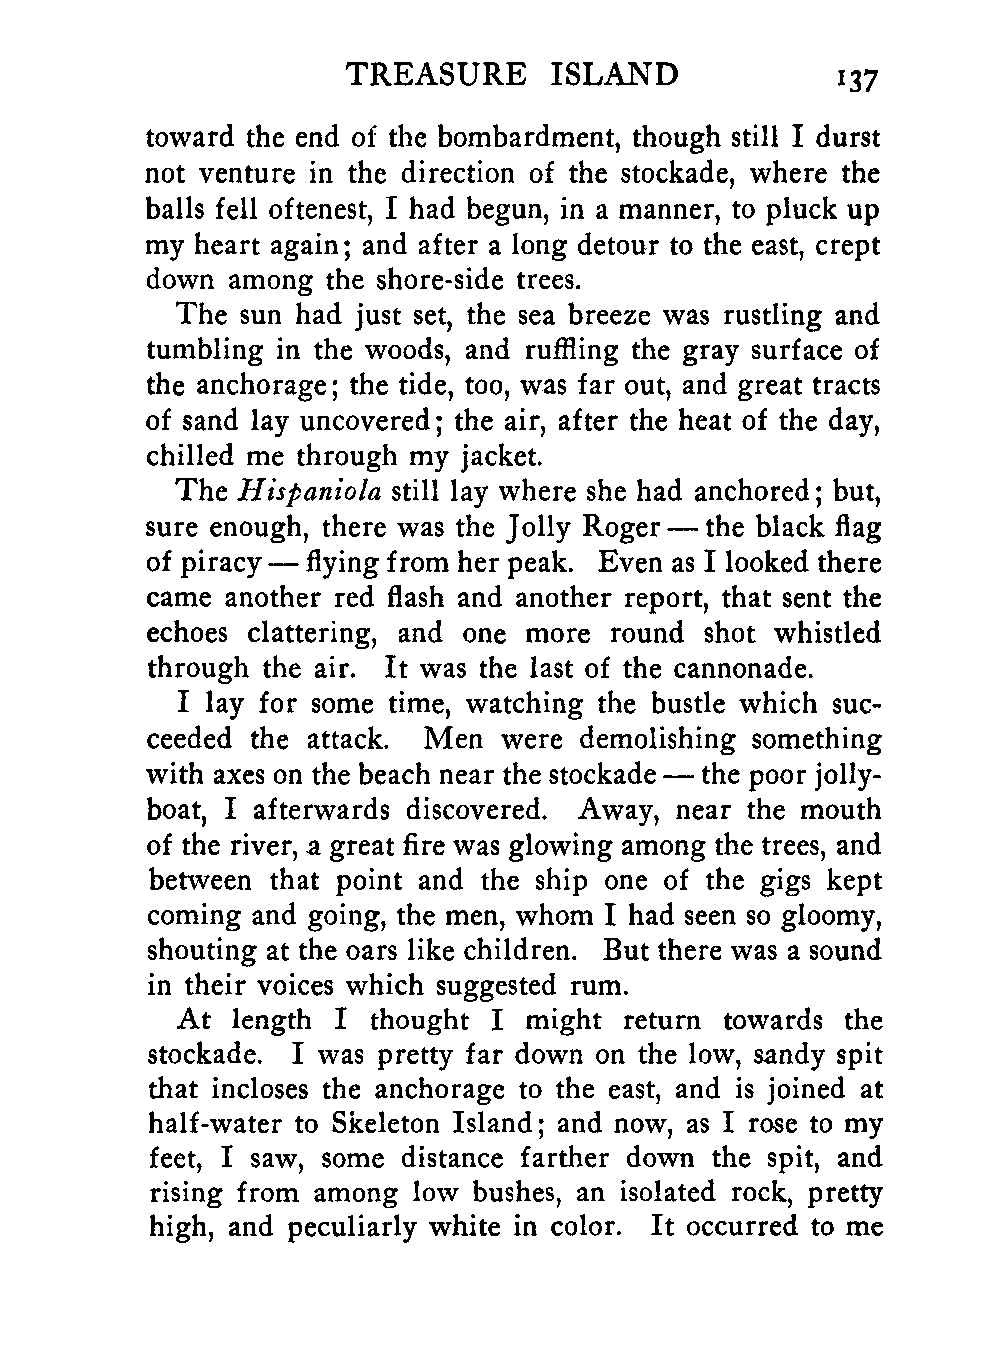 TREASURE ISLAND 137
toward the end of the bombardment, though still I durst
not venture in the direction of the stockade, where the
balls fell oftenest, I had begun, in a manner, to pluck up
my heart again; and after a long detour to the east, crept
down among the shore-side trees.
The sun had just set, the sea breeze was rustling and
tumbling in the woods, and ruffling the gray surface of
the anchorage; the tide, too, was far out, and great tracts
of sand lay uncovered; the air, after the heat of the day,
chilled me through my jacket.
The Hispaniola still lay where she had anchored; but,
sure enough, there was the Jolly Roger — the black flag
of piracy — flying from her peak. Even as I looked there
came another red flash and another report, that sent the
echoes clattering, and one more round shot whistled
through the air. It was the last of the cannonade.
I lay for some time, watching the bustle which suc-
ceeded the attack. Men were demolishing something
with axes on the beach near the stockade — the poor jolly-
boat, I afterwards discovered. Away, near the mouth
of the river, a great fire was glowing among the trees, and
between that point and the ship one of the gigs kept
coming and going, the men, whom I had seen so gloomy,
shouting at the oars like children. But there was a sound
in their voices which suggested rum.
At length I thought I might return towards the
stockade. I was pretty far down on the low, sandy spit
that incloses the anchorage to the east, and is joined at
half-water to Skeleton Island; and now, as I rose to my
feet, I saw, some distance farther down the spit, and
rising from among low bushes, an isolated rock, pretty
high, and peculiarly white in color. It occurred to me